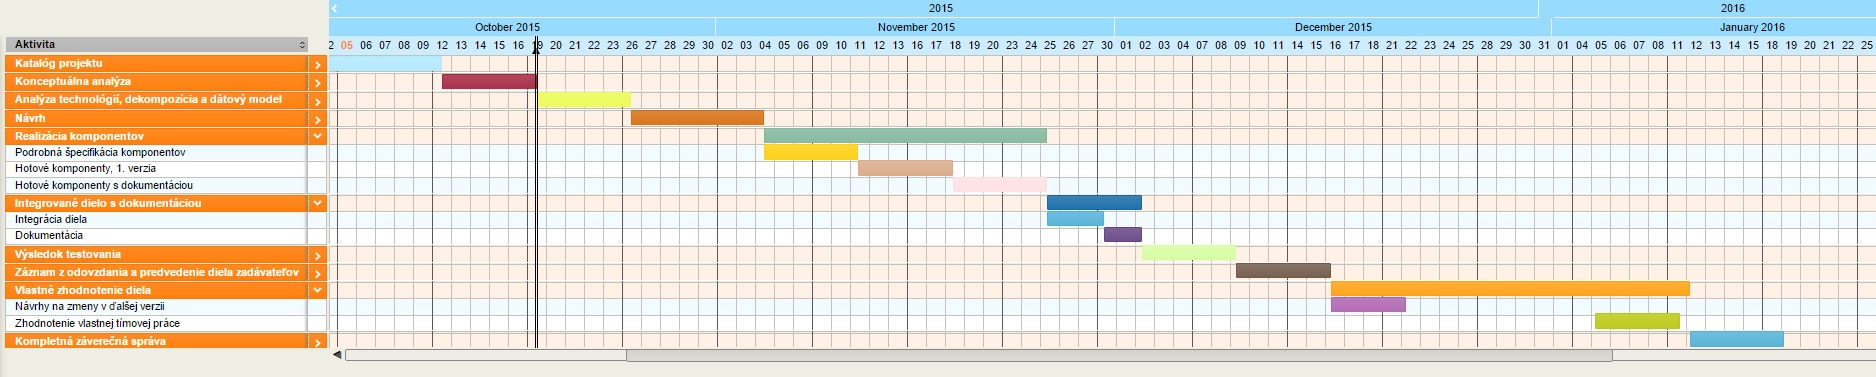 2015 2016
October 2015 November 2015 December 2015 January 2016
Aktivita
2 05 06 07 08 09 12 13 14 15 16 19 20 21 22 23 26 27 28 29 30 02 03 04 05 06 09 10 11 12 13 16 17 18 19 20 23 24 25 26 27 30 01 02 03 04 07 08 09 10 11 14 15 16 17 18 21 22 23 24 25 28 29 30 31 01 04 05 06 07 08 11 12 13 14 15 18 19 20 21 22 25
Katalóg projektu
Konceptuálna analýza
Analýza technológií, dekompozícia a dátový model
Návrh
Realizácia komponentov
Podrobná špecifikácia komponentov
Hotové komponenty, 1. verzia
Hotové komponenty s dokumentáciou
Integrované dielo s dokumentáciou
Integrácia diela
Dokumentácia
Výsledok testovania
Záznam z odovzdania a predvedenie diela zadávateľov
Vlastné zhodnotenie diela
Návrhy na zmeny v ďalšej verzii
Zhodnotenie vlastnej tímovej práce
Kompletná záverečná správa